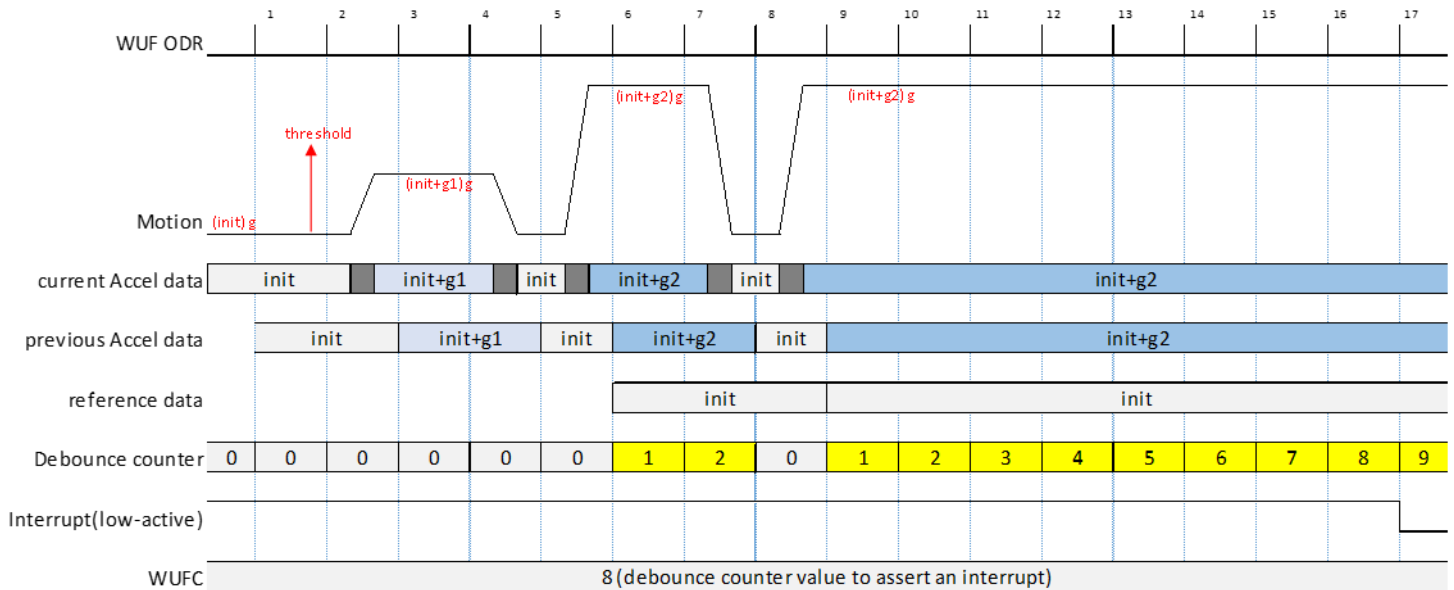 1 2 3 4 5 6 7 8 9 10 11 12 13 14 15 16 17
WUF ODR
(init+g2)g (init+g2)g
threshold
(init+g1)g
Motion (init)g
current Accel data init init+g1 init init+g2 init init+g2
previous Accel data init init+g1 init init+g2 init init+g2
reference data init init
Debounce counter 0 0 0 0 0 0 1 2 0 1 2 3 4 5 6 7 8 9
Interrupt(low-active)
WUFC 8 (debounce counter value to assert an interrupt)